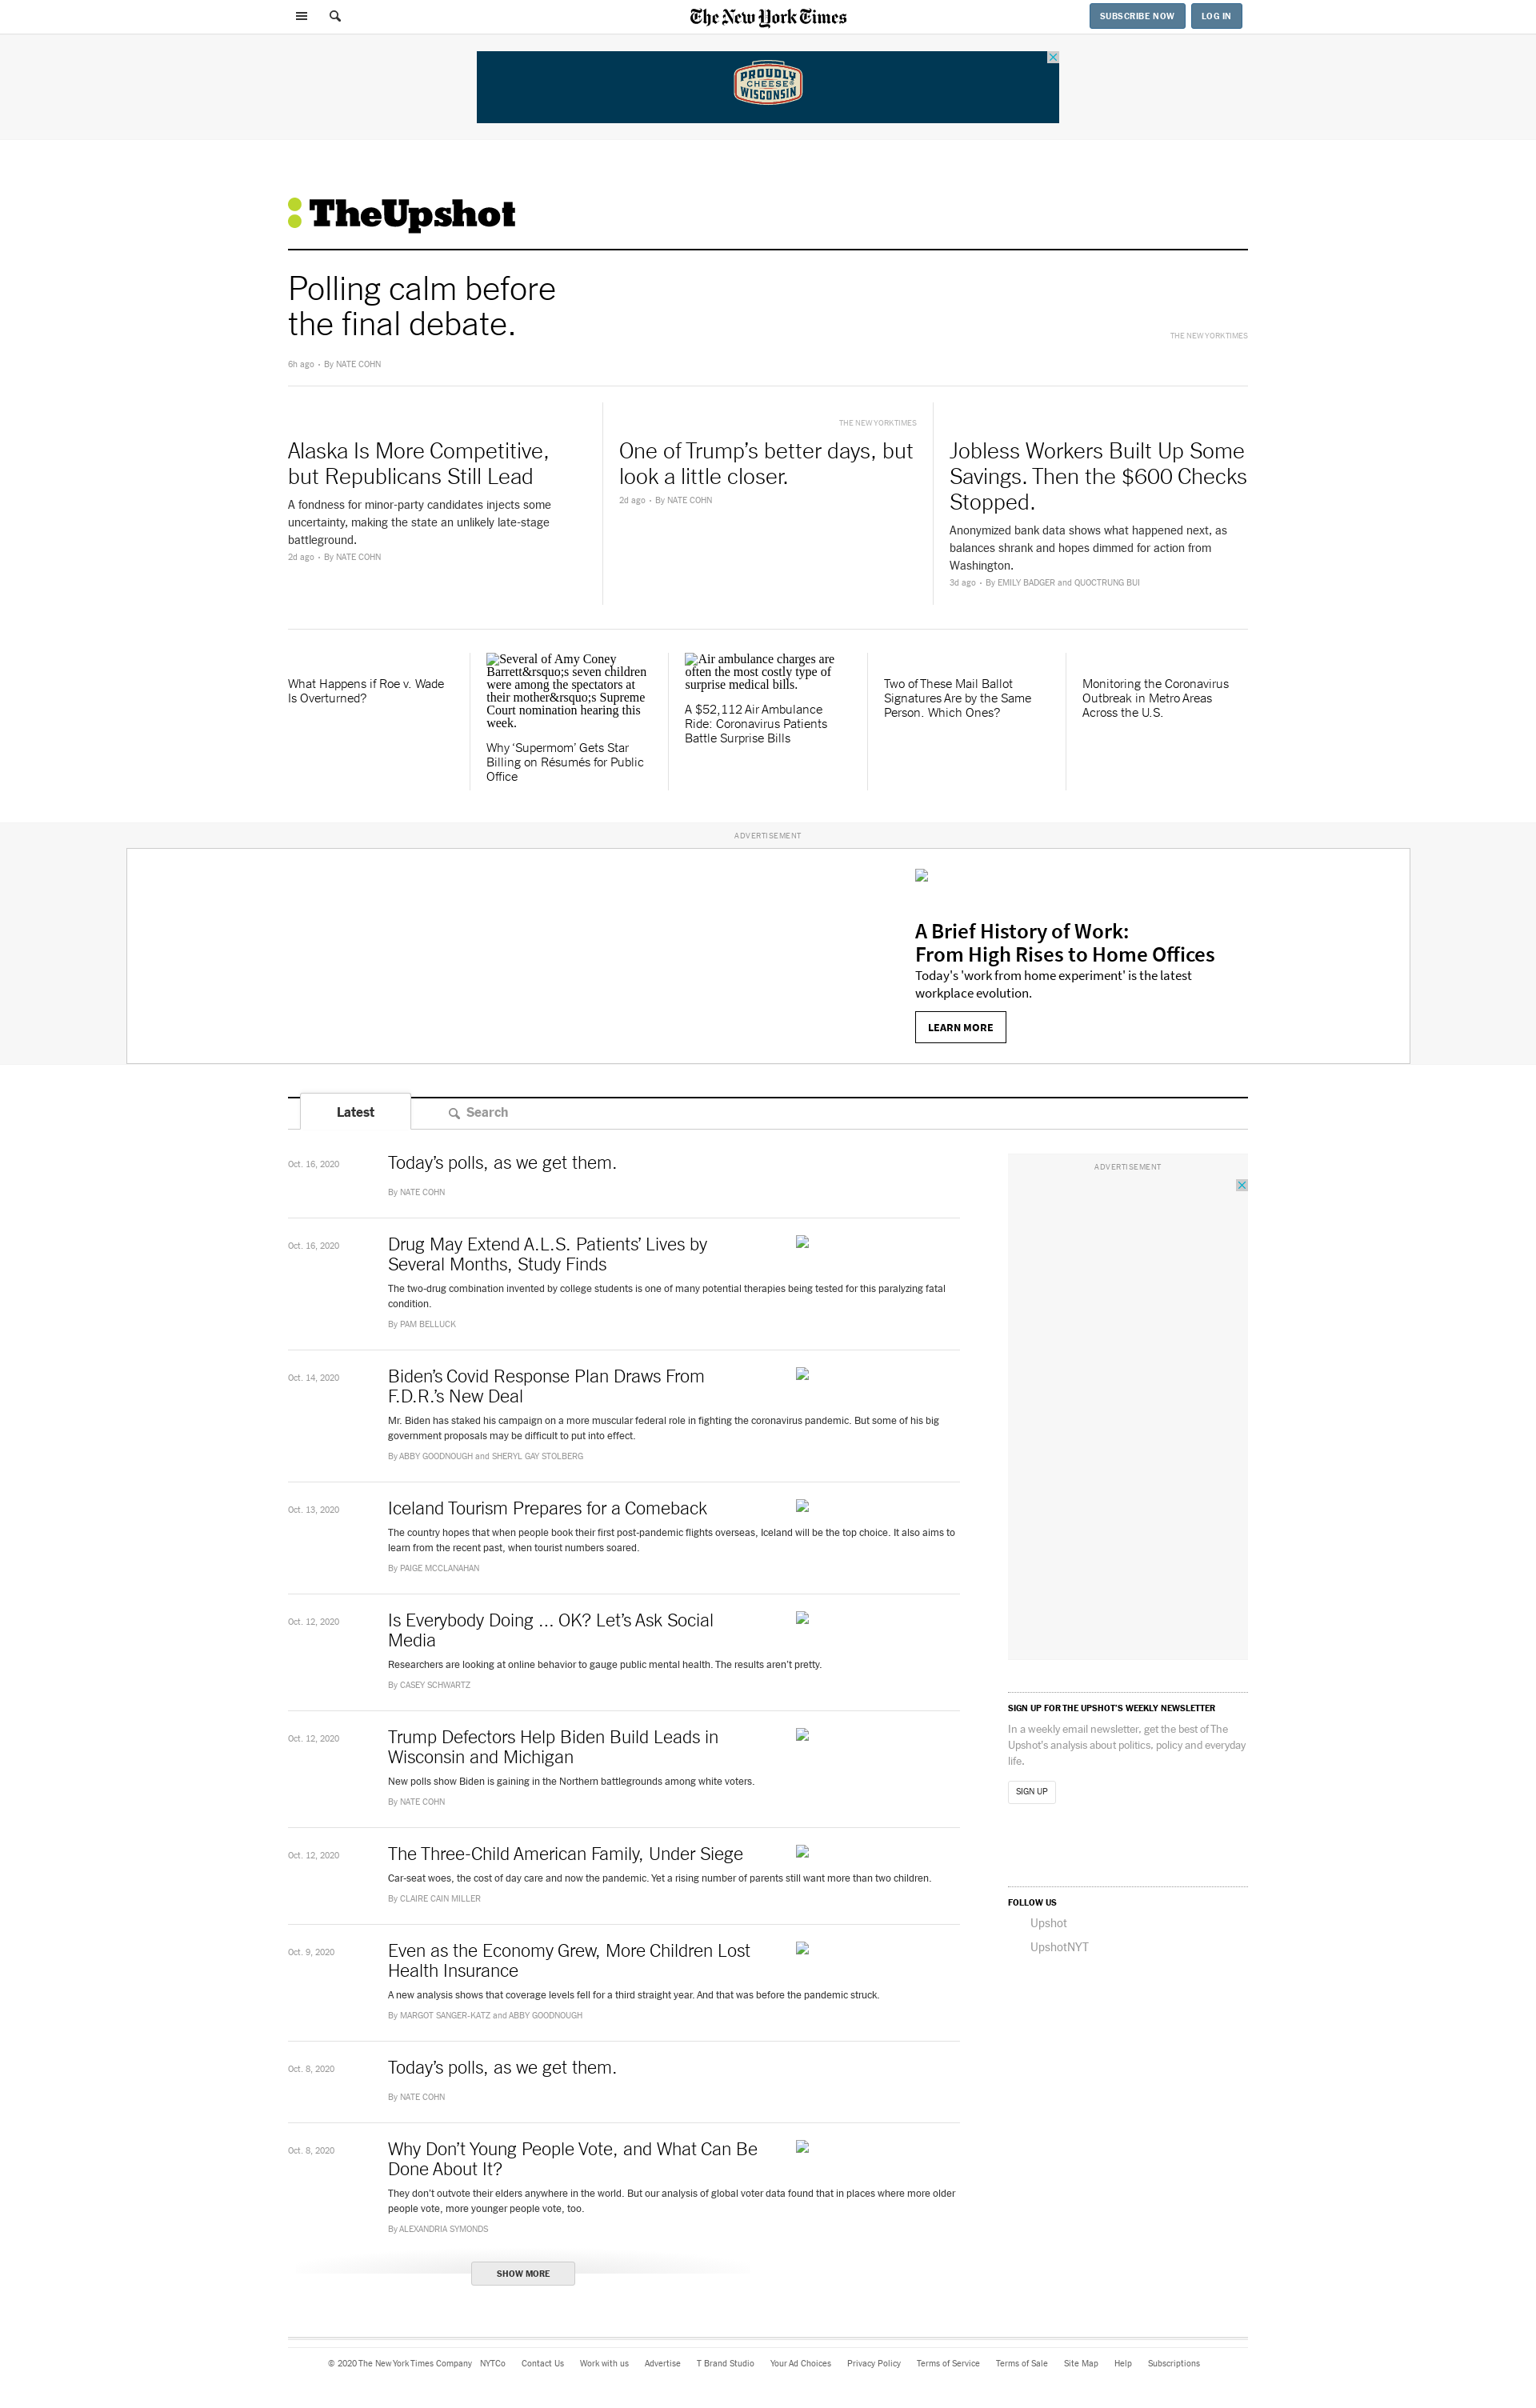 The New York Times
SUBSCRIBE NOW
LOG IN
PROUDLY
CHEESE
WISCONSIN
TheUpshot
Polling calm before
the final debate.
THE NEW YORK TIMES
6h ago • By NATE COHN
Alaska Is More Competitive,
but Republicans Still Lead
A fondness for minor-party candidates injects some
uncertainty, making the state an unlikely late-stage
battleground.
2d ago • By NATE COHN
THE NEW YORK TIMES
One of Trump’s better days, but
look a little closer.
2d ago • By NATE COHN
Jobless Workers Built Up Some
Savings. Then the $600 Checks
Stopped.
Anonymized bank data shows what happened next, as
balances shrank and hopes dimmed for action from
Washington.
3d ago • By EMILY BADGER and QUOCTRUNG BUI
What Happens if Roe v. Wade
Is Overturned?
Several of Amy Coney
Barrett&rsquo;s seven children
were among the spectators at
their mother&rsquo;s Supreme
Court nomination hearing this
week.
Why ‘Supermom’ Gets Star
Billing on Résumés for Public
Office
Air ambulance charges are
often the most costly type of
surprise medical bills.
A $52,112 Air Ambulance
Ride: Coronavirus Patients
Battle Surprise Bills
Two of These Mail Ballot
Signatures Are by the Same
Person. Which Ones?
Monitoring the Coronavirus
Outbreak in Metro Areas
Across the U.S.
ADVERTISEMENT
A Brief History of Work:
From High Rises to Home Offices
Today's 'work from home experiment' is the latest
workplace evolution.
LEARN MORE
Latest
Search
Oct. 16, 2020
Today’s polls, as we get them.
By NATE COHN
Oct. 16, 2020
Drug May Extend A.L.S. Patients’ Lives by
Several Months, Study Finds
The two-drug combination invented by college students is one of many potential therapies being tested for this paralyzing fatal
condition.
By PAM BELLUCK
Oct. 14, 2020
Biden’s Covid Response Plan Draws From
F.D.R.’s New Deal
Mr. Biden has staked his campaign on a more muscular federal role in fighting the coronavirus pandemic. But some of his big
government proposals may be difficult to put into effect.
By ABBY GOODNOUGH and SHERYL GAY STOLBERG
Oct. 13, 2020
Iceland Tourism Prepares for a Comeback
The country hopes that when people book their first post-pandemic flights overseas, Iceland will be the top choice. It also aims to
learn from the recent past, when tourist numbers soared.
By PAIGE MCCLANAHAN
Oct. 12, 2020
Is Everybody Doing ... OK? Let’s Ask Social
Media
Researchers are looking at online behavior to gauge public mental health. The results aren’t pretty.
By CASEY SCHWARTZ
Oct. 12, 2020
Trump Defectors Help Biden Build Leads in
Wisconsin and Michigan
New polls show Biden is gaining in the Northern battlegrounds among white voters.
By NATE COHN
Oct. 12, 2020
The Three-Child American Family, Under Siege
Car-seat woes, the cost of day care and now the pandemic. Yet a rising number of parents still want more than two children.
By CLAIRE CAIN MILLER
Oct. 9, 2020
Even as the Economy Grew, More Children Lost
Health Insurance
A new analysis shows that coverage levels fell for a third straight year. And that was before the pandemic struck.
By MARGOT SANGER-KATZ and ABBY GOODNOUGH
Oct. 8, 2020
Today’s polls, as we get them.
By NATE COHN
Oct. 8, 2020
Why Don’t Young People Vote, and What Can Be
Done About It?
They don’t outvote their elders anywhere in the world. But our analysis of global voter data found that in places where more older
people vote, more younger people vote, too.
By ALEXANDRIA SYMONDS
SHOW MORE
ADVERTISEMENT
SIGN UP FOR THE UPSHOT’S WEEKLY NEWSLETTER
In a weekly email newsletter, get the best of The
Upshot's analysis about politics, policy and everyday
life.
SIGN UP
FOLLOW US
Upshot
UpshotNYT
© 2020 The New York Times Company NYTCo Contact Us Work with us Advertise T Brand Studio Your Ad Choices Privacy Policy Terms of Service Terms of Sale Site Map Help Subscriptions